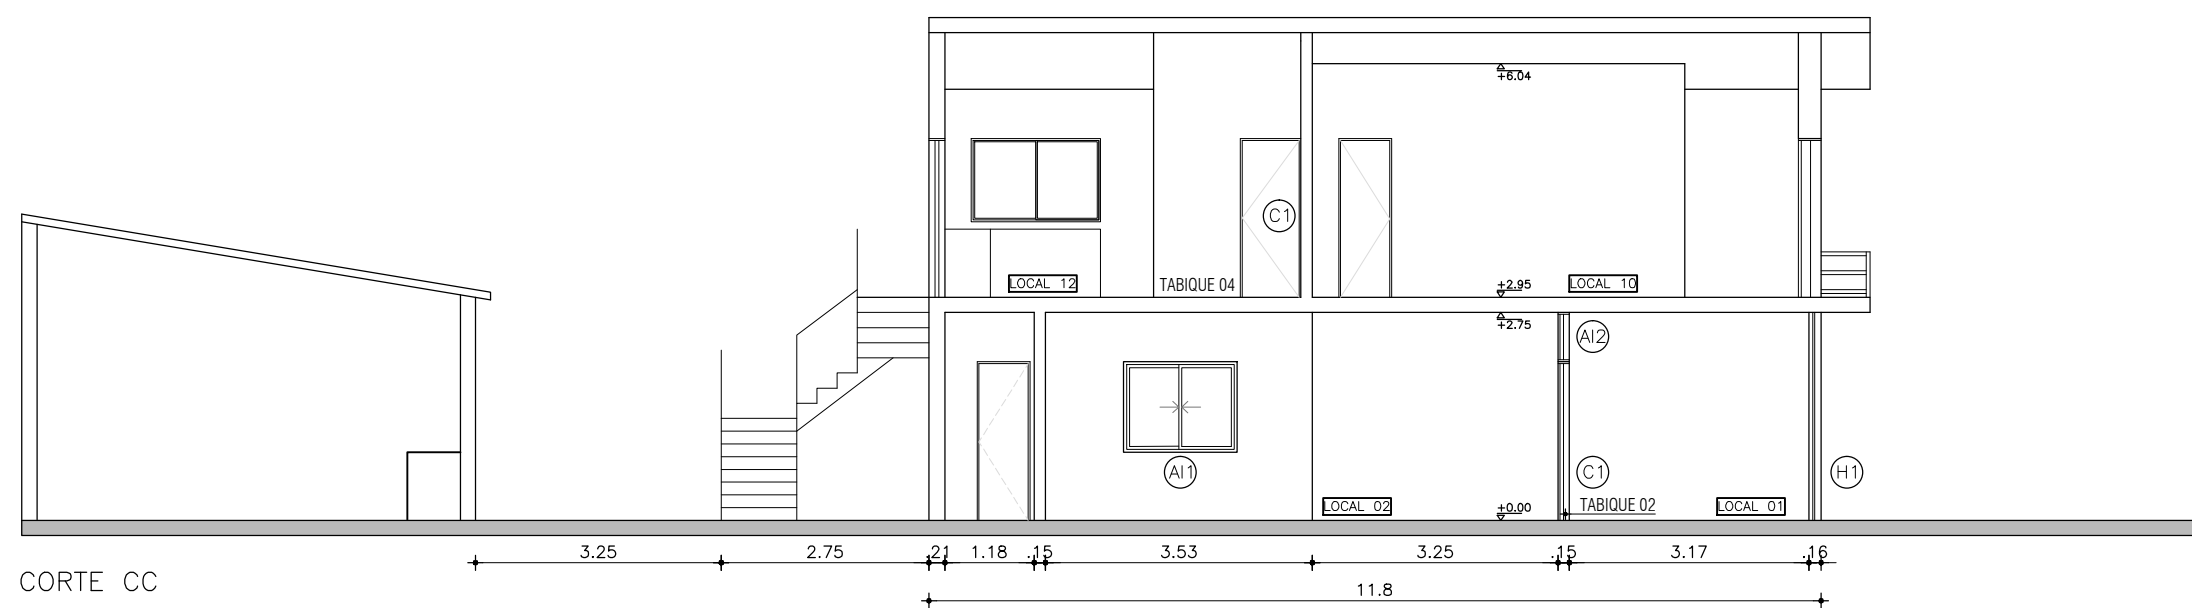 +6.04
C1
LOCAL 12
TABIQUE 04
+2.95
LOCAL 10
+2.75
AI2
AI1
C1
H1
LOCAL 02
+0.00
TABIQUE 02
LOCAL 01
3.25 2.75 .21 1.18 .15 3.53 3.25 .15 3.17 .16
CORTE CC
11.8